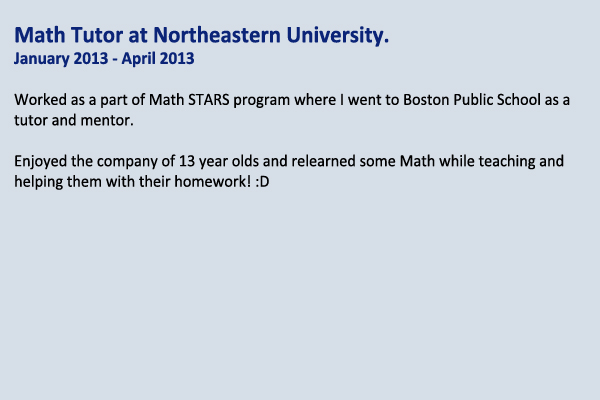 Math Tutor at Northeastern University.
January 2013 - April 2013
Worked as a part of Math STARS program where I went to Boston Public School as a
tutor and mentor.
Enjoyed the company of 13 year olds and relearned some Math while teaching and
helping them with their homework! :D